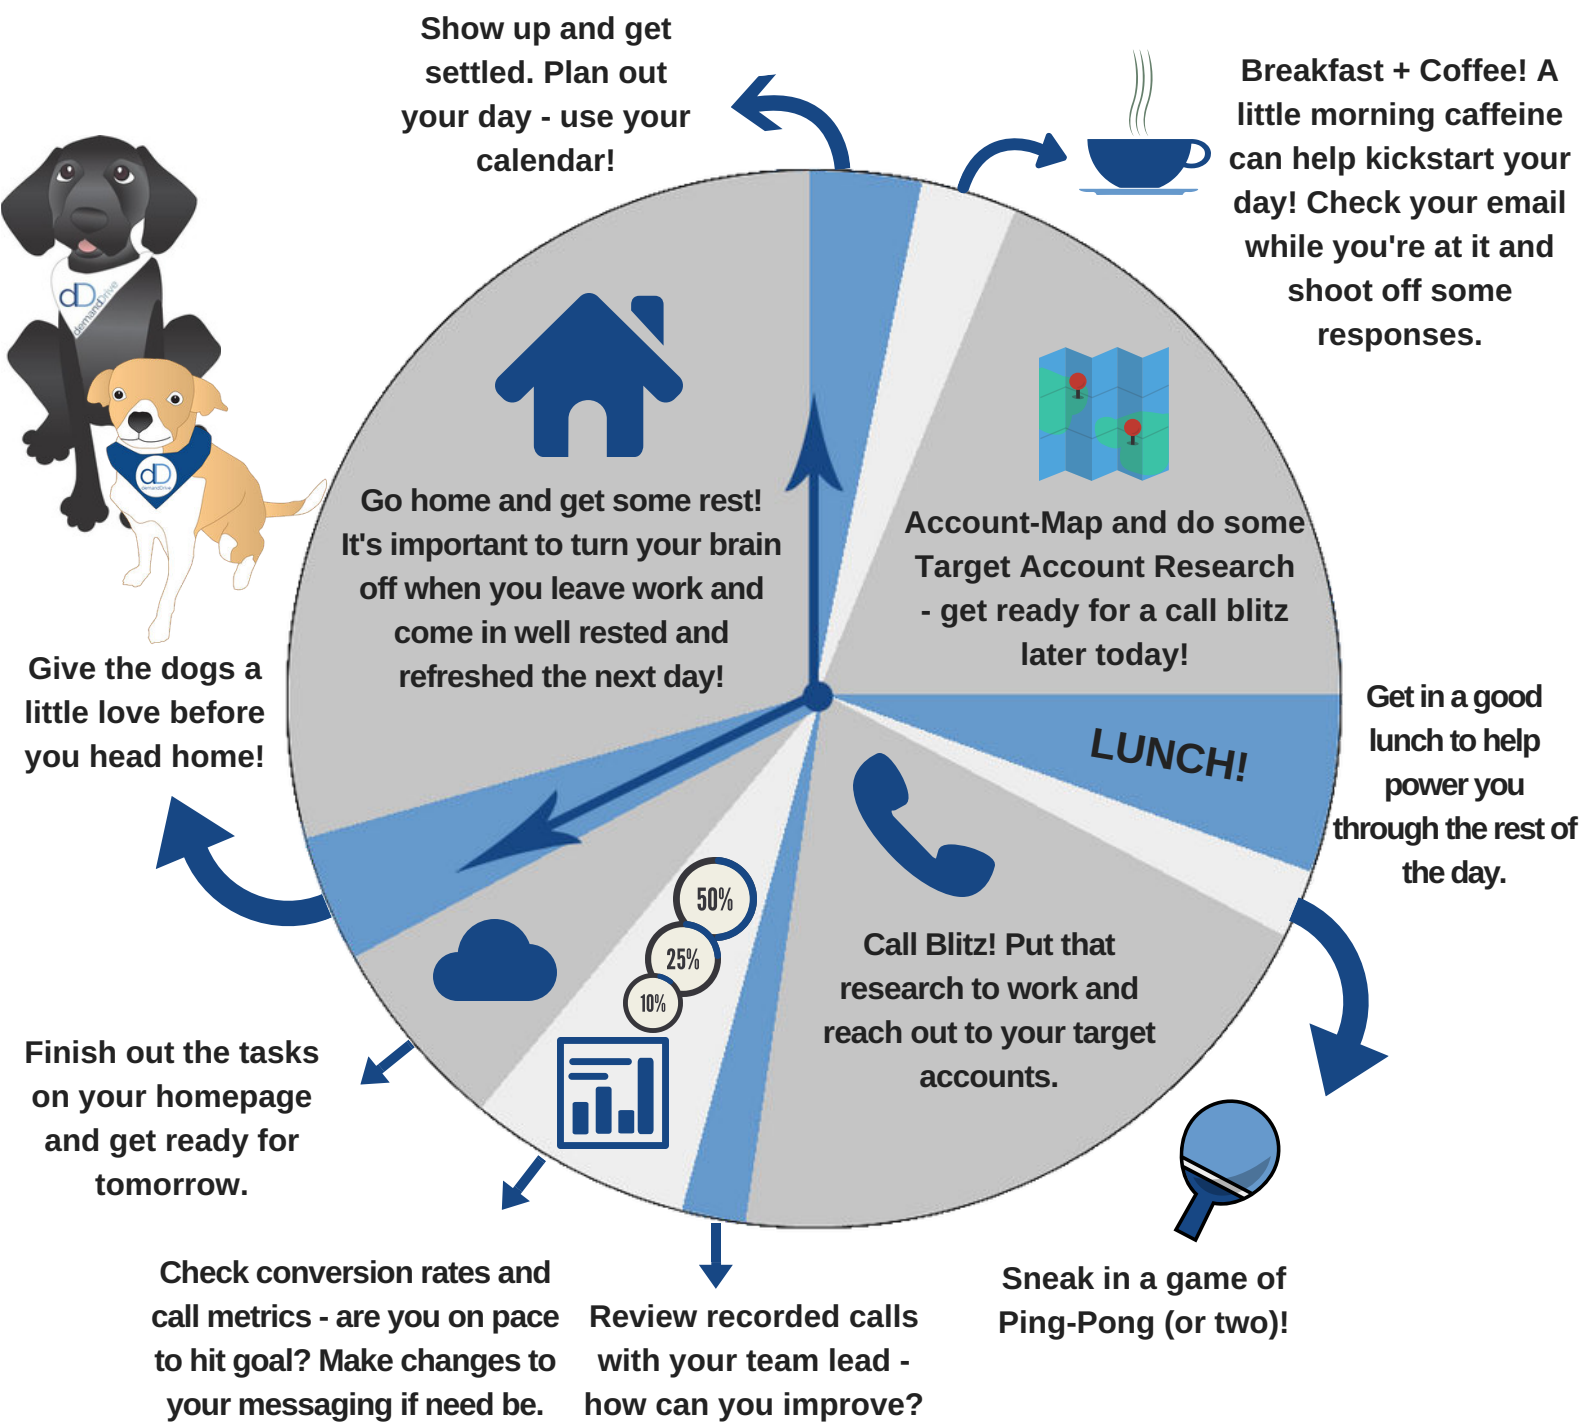 Show up and get
settled. Plan out
your day - use your
calendar!
Breakfast + Coffee! A
little morning caffeine
can help kickstart your
day! Check your email
while you're at it and
shoot off some
responses.
Account-Map and do some
Target Account Research
- get ready for a call blitz
later today!
LUNCH!
Get in a good
lunch to help
power you
through the rest of
the day.
Sneak in a game of
Ping-Pong (or two)!
Call Blitz! Put that
research to work and
reach out to your target
accounts.
Review recorded calls
with your team lead -
how can you improve?
50%
25%
10%
Check conversion rates and
call metrics - are you on pace
to hit goal? Make changes to
your messaging if need be.
Finish out the tasks
on your homepage
and get ready for
tomorrow.
dD
demandDrive
dD
demandDrive
Give the dogs a
little love before
you head home!
Go home and get some rest!
It's important to turn your brain
off when you leave work and
come in well rested and
refreshed the next day!